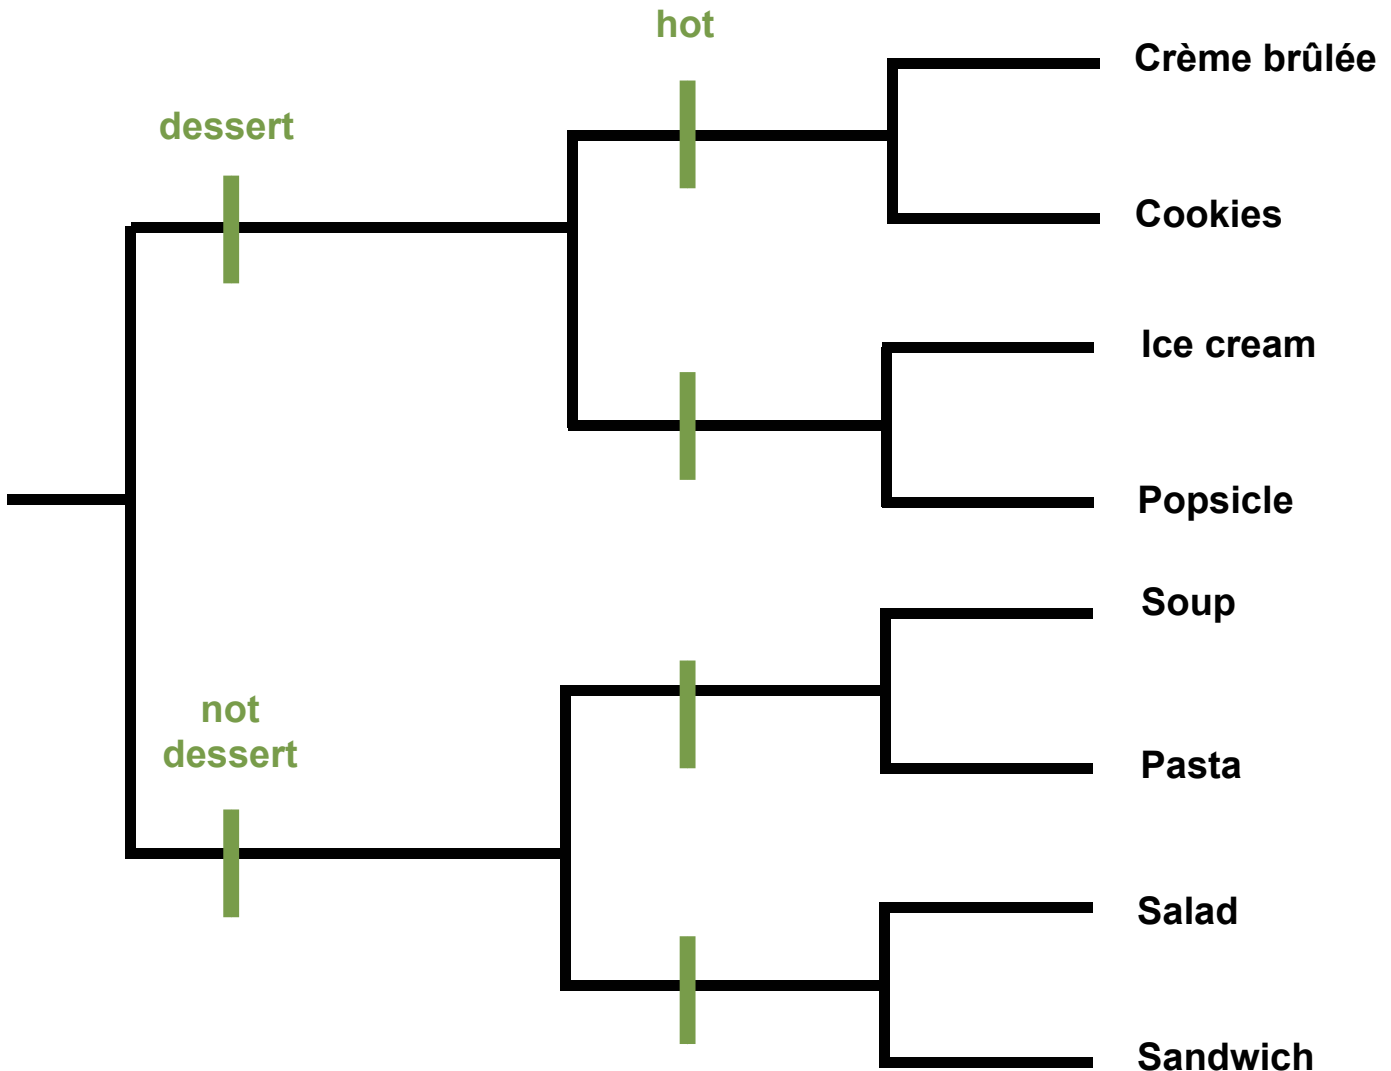 hot
Crème brûlée
dessert
Cookies
Ice cream
Popsicle
Soup
not
dessert
Pasta
Salad
Sandwich